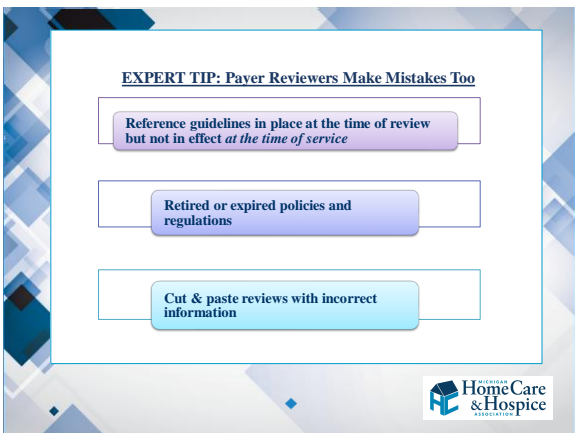 EXPERT TIP: Payer Reviewers Make Mistakes Too
Reference guidelines in place at the time of review
but not in effect at the time of service
Retired or expired policies and
regulations
Cut & paste reviews with incorrect
information
MICHIGAN
HomeCare
&Hospice
ASSOCIATION